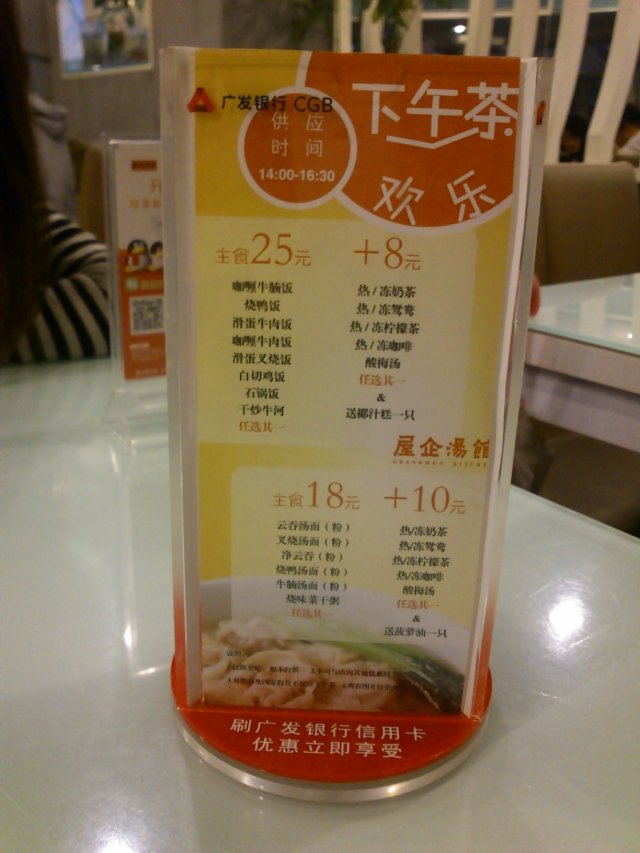 广发银行 CGB
供应
时间
14:00-16:30
下午茶
欢乐
主食25元
咖喱牛腩饭
烧鸭饭
滑蛋牛肉饭
咖喱牛肉饭
滑蛋叉烧饭
白切鸡饭
石锅饭
干炒牛河
任选其一
+8元
热/冻奶茶
热/冻鸳鸯
热/冻柠檬茶
热/冻咖啡
酸梅汤
任选其一
&
送椰汁糕一只
屋企湯館
主食18元
云吞汤面（粉）
叉烧汤面（粉）
净云吞（粉）
烧鸭汤面（粉）
牛腩汤面（粉）
烧味菜干粥
任选其一
+10元
热/冻奶茶
热/冻鸳鸯
热/冻柠檬茶
热/冻咖啡
酸梅汤
任选其一
&
送菠萝油一只
刷广发银行信用卡
优惠立即享受